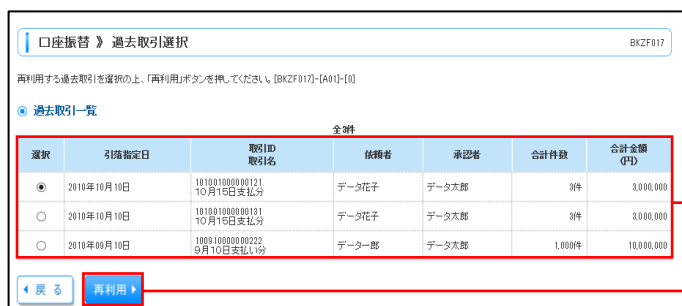 口座振替 》 過去取引選択
BKZF017
再利用する過去取引を選択の上、「再利用」ボタンを押してください。[BKZF017]-[A01]-[0]
過去取引一覧
全3件
選択 引落指定日 取引ID 依頼者 承認者 合計件数 合計金額
取引名 (円)
2010年10月10日 101001000000121 データ花子 データ太郎 3件 3,000,000
10月15日支払分
2010年10月10日 101001000000131 データ花子 データ太郎 3件 3,000,000
10月15日支払分
2010年09月10日 100910000000222 データ一郎 データ太郎 1,000件 10,000,000
9月10日支払い分
戻 る
再利用